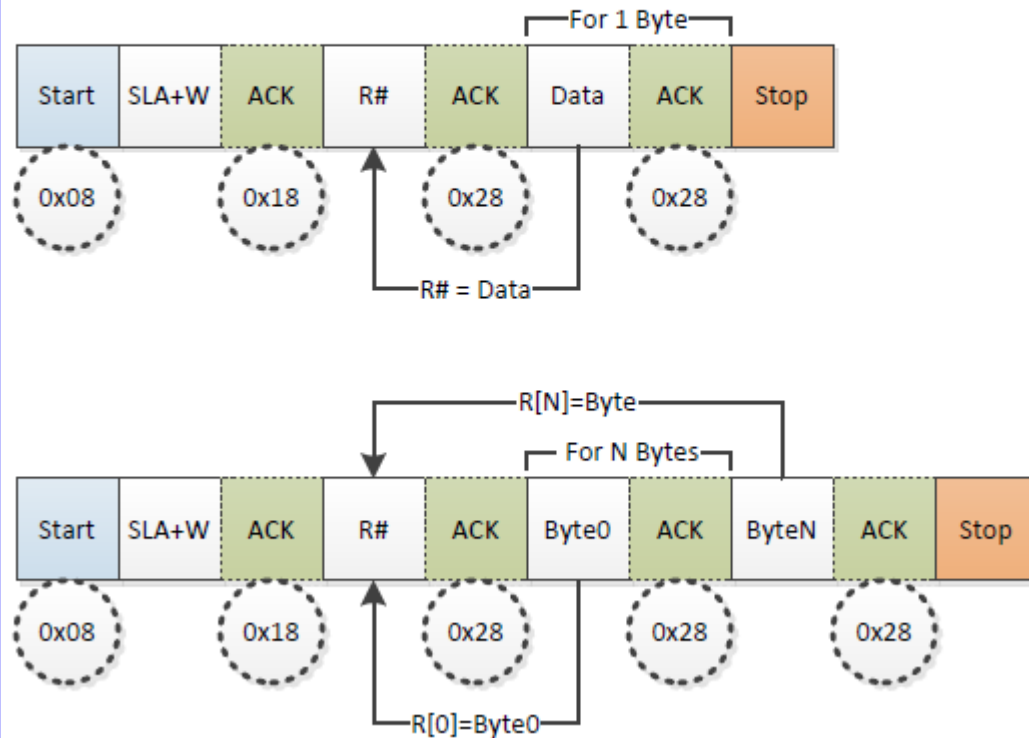 For 1 Byte
Start SLA+W ACK R# ACK Data ACK Stop
0x08 0x18 0x28 0x28
R# = Data
R[N]=Byte
For N Bytes
Start SLA+W ACK R# ACK Byte0 ACK ByteN ACK Stop
0x08 0x18 0x28 0x28 0x28
R[0]=Byte0